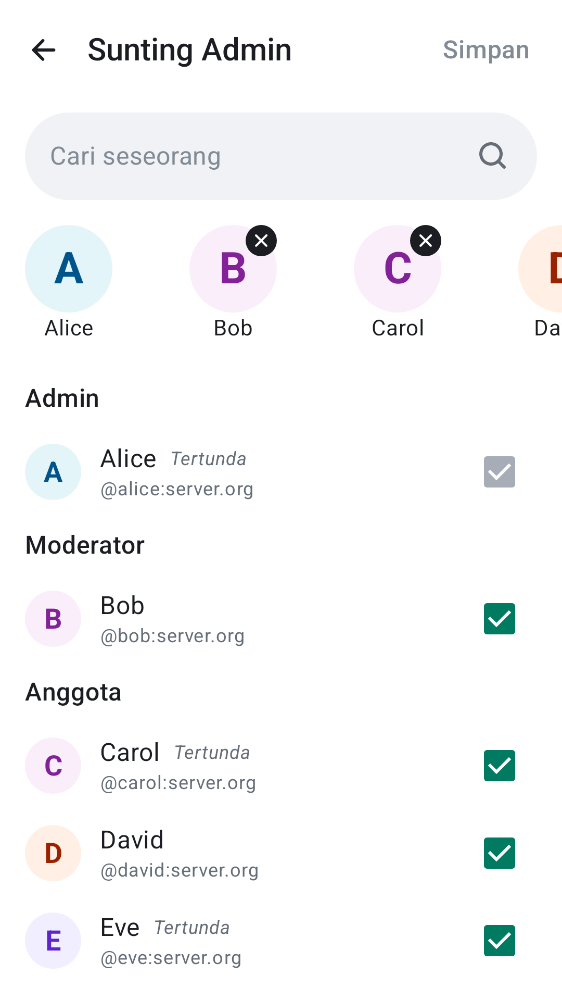 Sunting Admin
Simpan
Cari seseorang
A
B
C
Alice
Bob
Carol
Admin
A
Alice Tertunda
@alice:server.org
Moderator
B
Bob
@bob:server.org
Anggota
C
Carol Tertunda
@carol:server.org
D
David
@david:server.org
E
Eve Tertunda
@eve:server.org